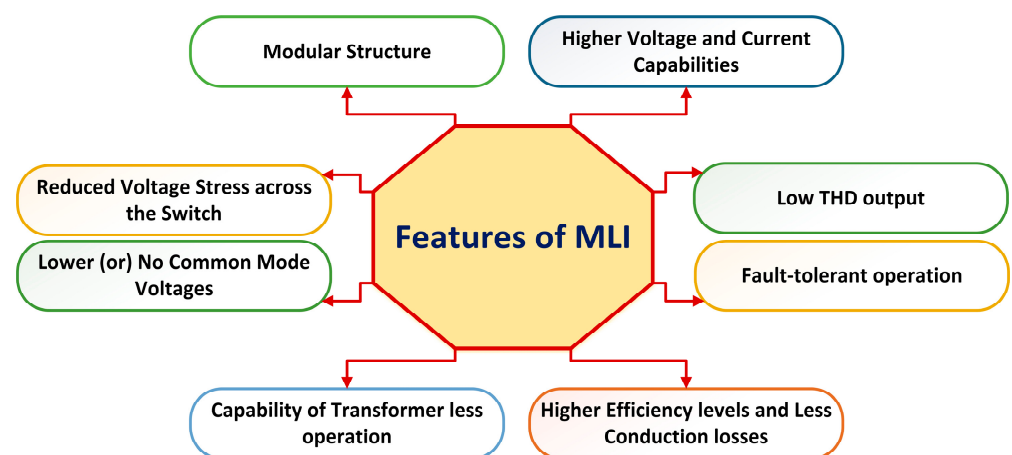 Modular Structure
Higher Voltage and Current
Capabilities
Reduced Voltage Stress across
the Switch
Low THD output
Features of MLI
Lower (or) No Common Mode
Voltages
Fault-tolerant operation
Capability of Transformer less
operation
Higher Efficiency levels and Less
Conduction losses